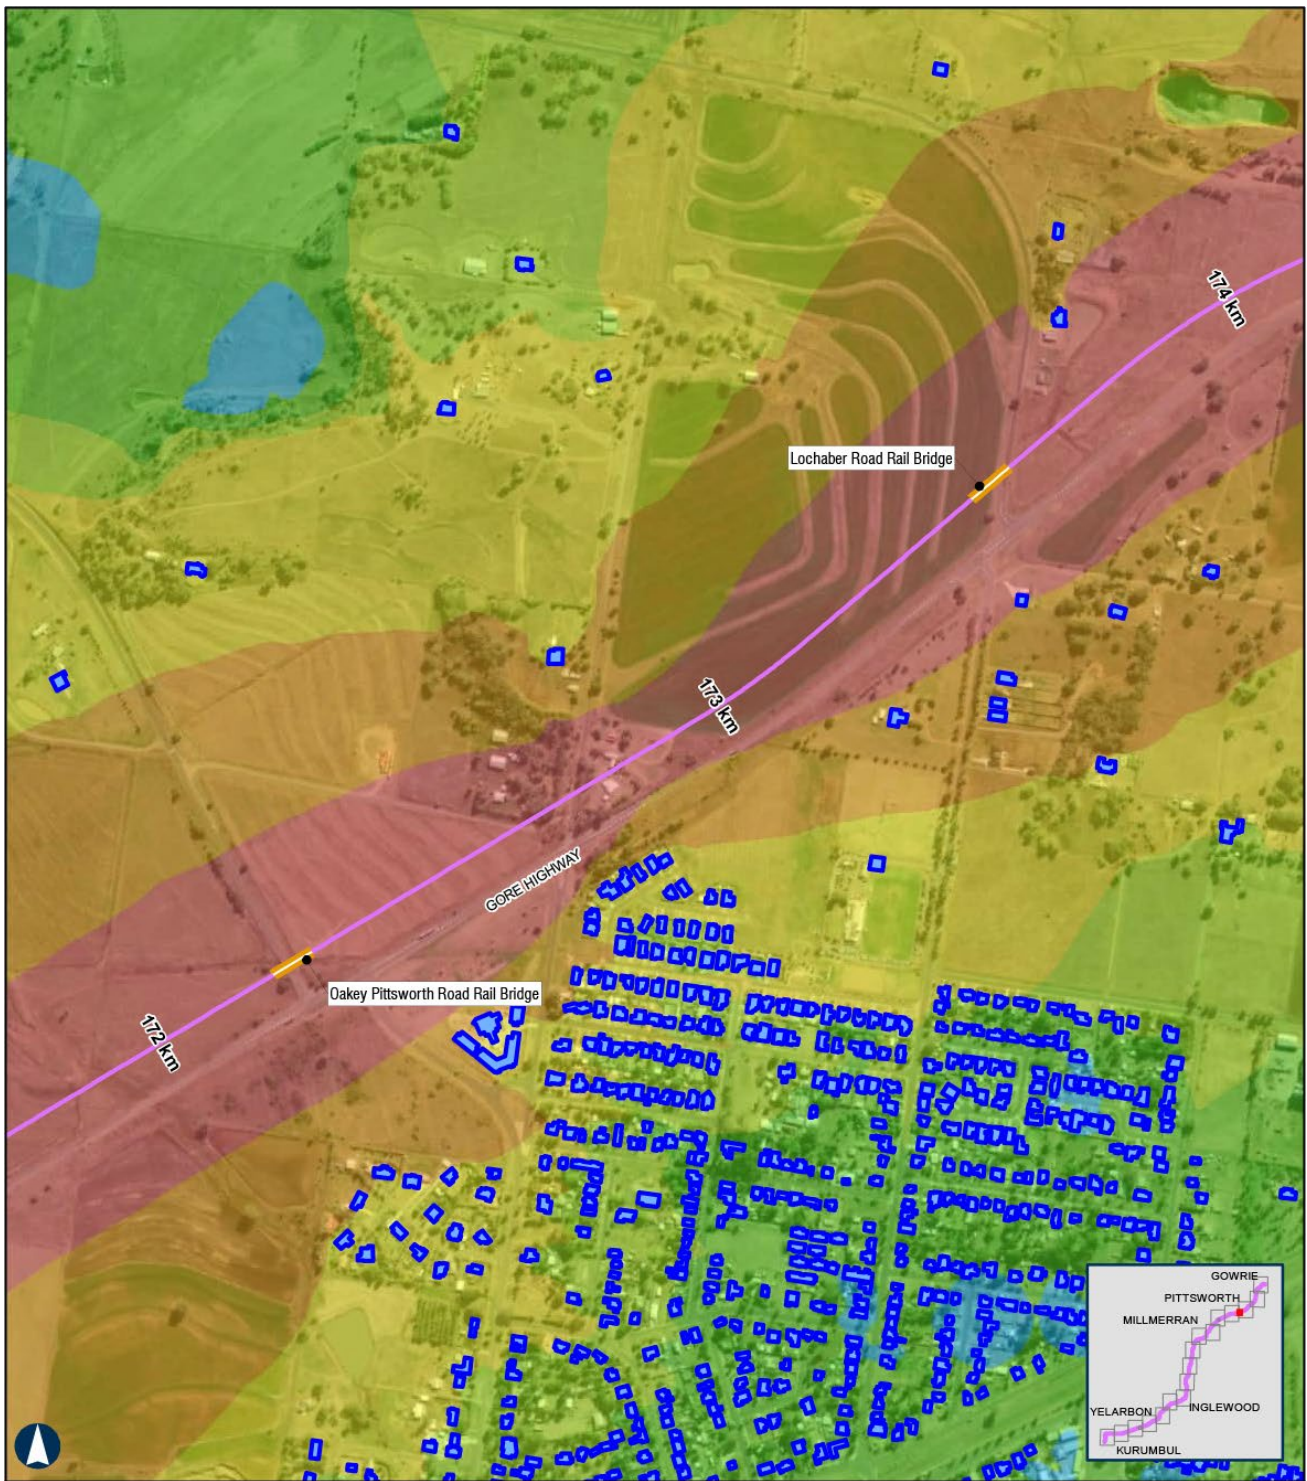 174 km
Lochaber Road Rail Bridge
173 km
GORE HIGHWAY
Oakey Pittsworth Road Rail Bridge
172 km
GOWRIE
PITTSWORTH
MILLMERRAN
YELARBON
INGLEWOOD
KURUMBUL